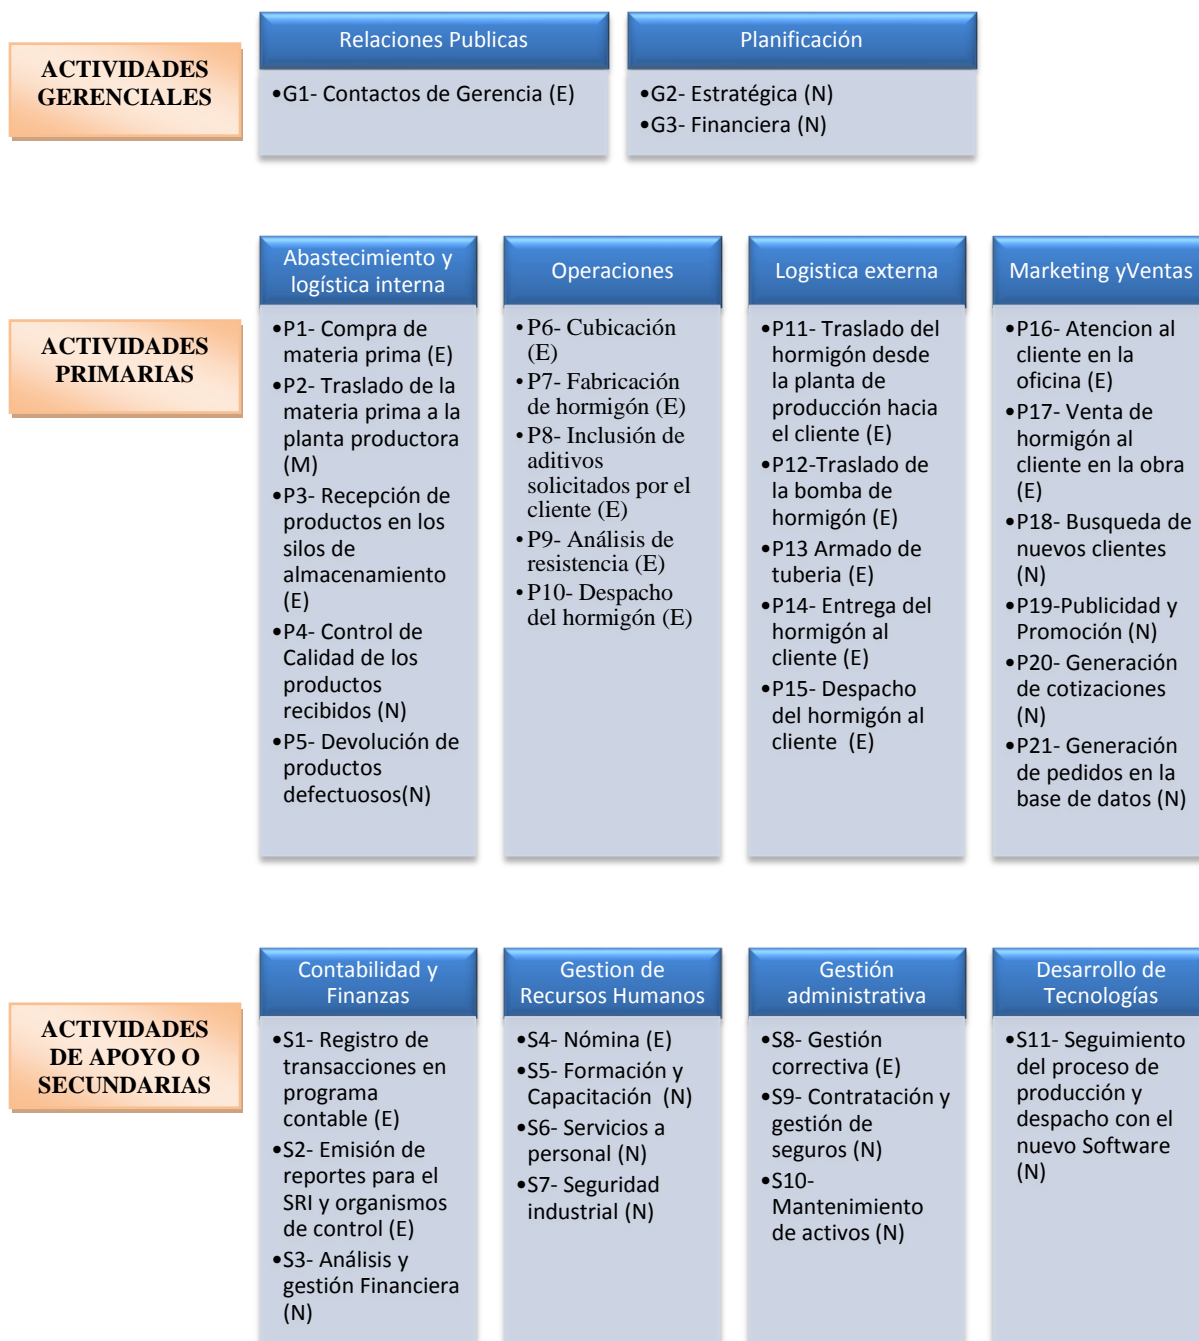 ACTIVIDADES
GERENCIALES
Relaciones Publicas
•G1- Contactos de Gerencia (E)
Planificación
•G2- Estratégica (N)
•G3- Financiera (N)
ACTIVIDADES
PRIMARIAS
Abastecimiento y
logística interna
•P1- Compra de
materia prima (E)
•P2- Traslado de la
materia prima a la
planta productora
(M)
•P3- Recepción de
productos en los
silos de
almacenamiento
(E)
•P4- Control de
Calidad de los
productos
recibidos (N)
•P5- Devolución de
productos
defectuosos(N)
Operaciones
•P6- Cubicación
(E)
•P7- Fabricación
de hormigón (E)
•P8- Inclusión de
aditivos
solicitados por el
cliente (E)
•P9- Análisis de
resistencia (E)
•P10- Despacho
del hormigón (E)
Logistica externa
•P11- Traslado del
hormigón desde
la planta de
producción hacia
el cliente (E)
•P12-Traslado de
la bomba de
hormigón (E)
•P13 Armado de
tuberia (E)
•P14- Entrega del
hormigón al
cliente (E)
•P15- Despacho
del hormigón al
cliente (E)
Marketing yVentas
•P16- Atencion al
cliente en la
oficina (E)
•P17- Venta de
hormigón al
cliente en la obra
(E)
•P18- Busqueda de
nuevos clientes
(N)
•P19-Publicidad y
Promoción (N)
•P20- Generación
de cotizaciones
(N)
•P21- Generación
de pedidos en la
base de datos (N)
ACTIVIDADES
DE APOYO O
SECUNDARIAS
Contabilidad y
Finanzas
•S1- Registro de
transacciones en
programa
contable (E)
•S2- Emisión de
reportes para el
SRI y organismos
de control (E)
•S3- Análisis y
gestión Financiera
(N)
Gestion de
Recursos Humanos
•S4- Nómina (E)
•S5- Formación y
Capacitación (N)
•S6- Servicios a
personal (N)
•S7- Seguridad
industrial (N)
Gestión
administrativa
•S8- Gestión
correctiva (E)
•S9- Contratación y
gestión de
seguros (N)
•S10-
Mantenimiento
de activos (N)
Desarrollo de
Tecnologías
•S11- Seguimiento
del proceso de
producción y
despacho con el
nuevo Software
(N)